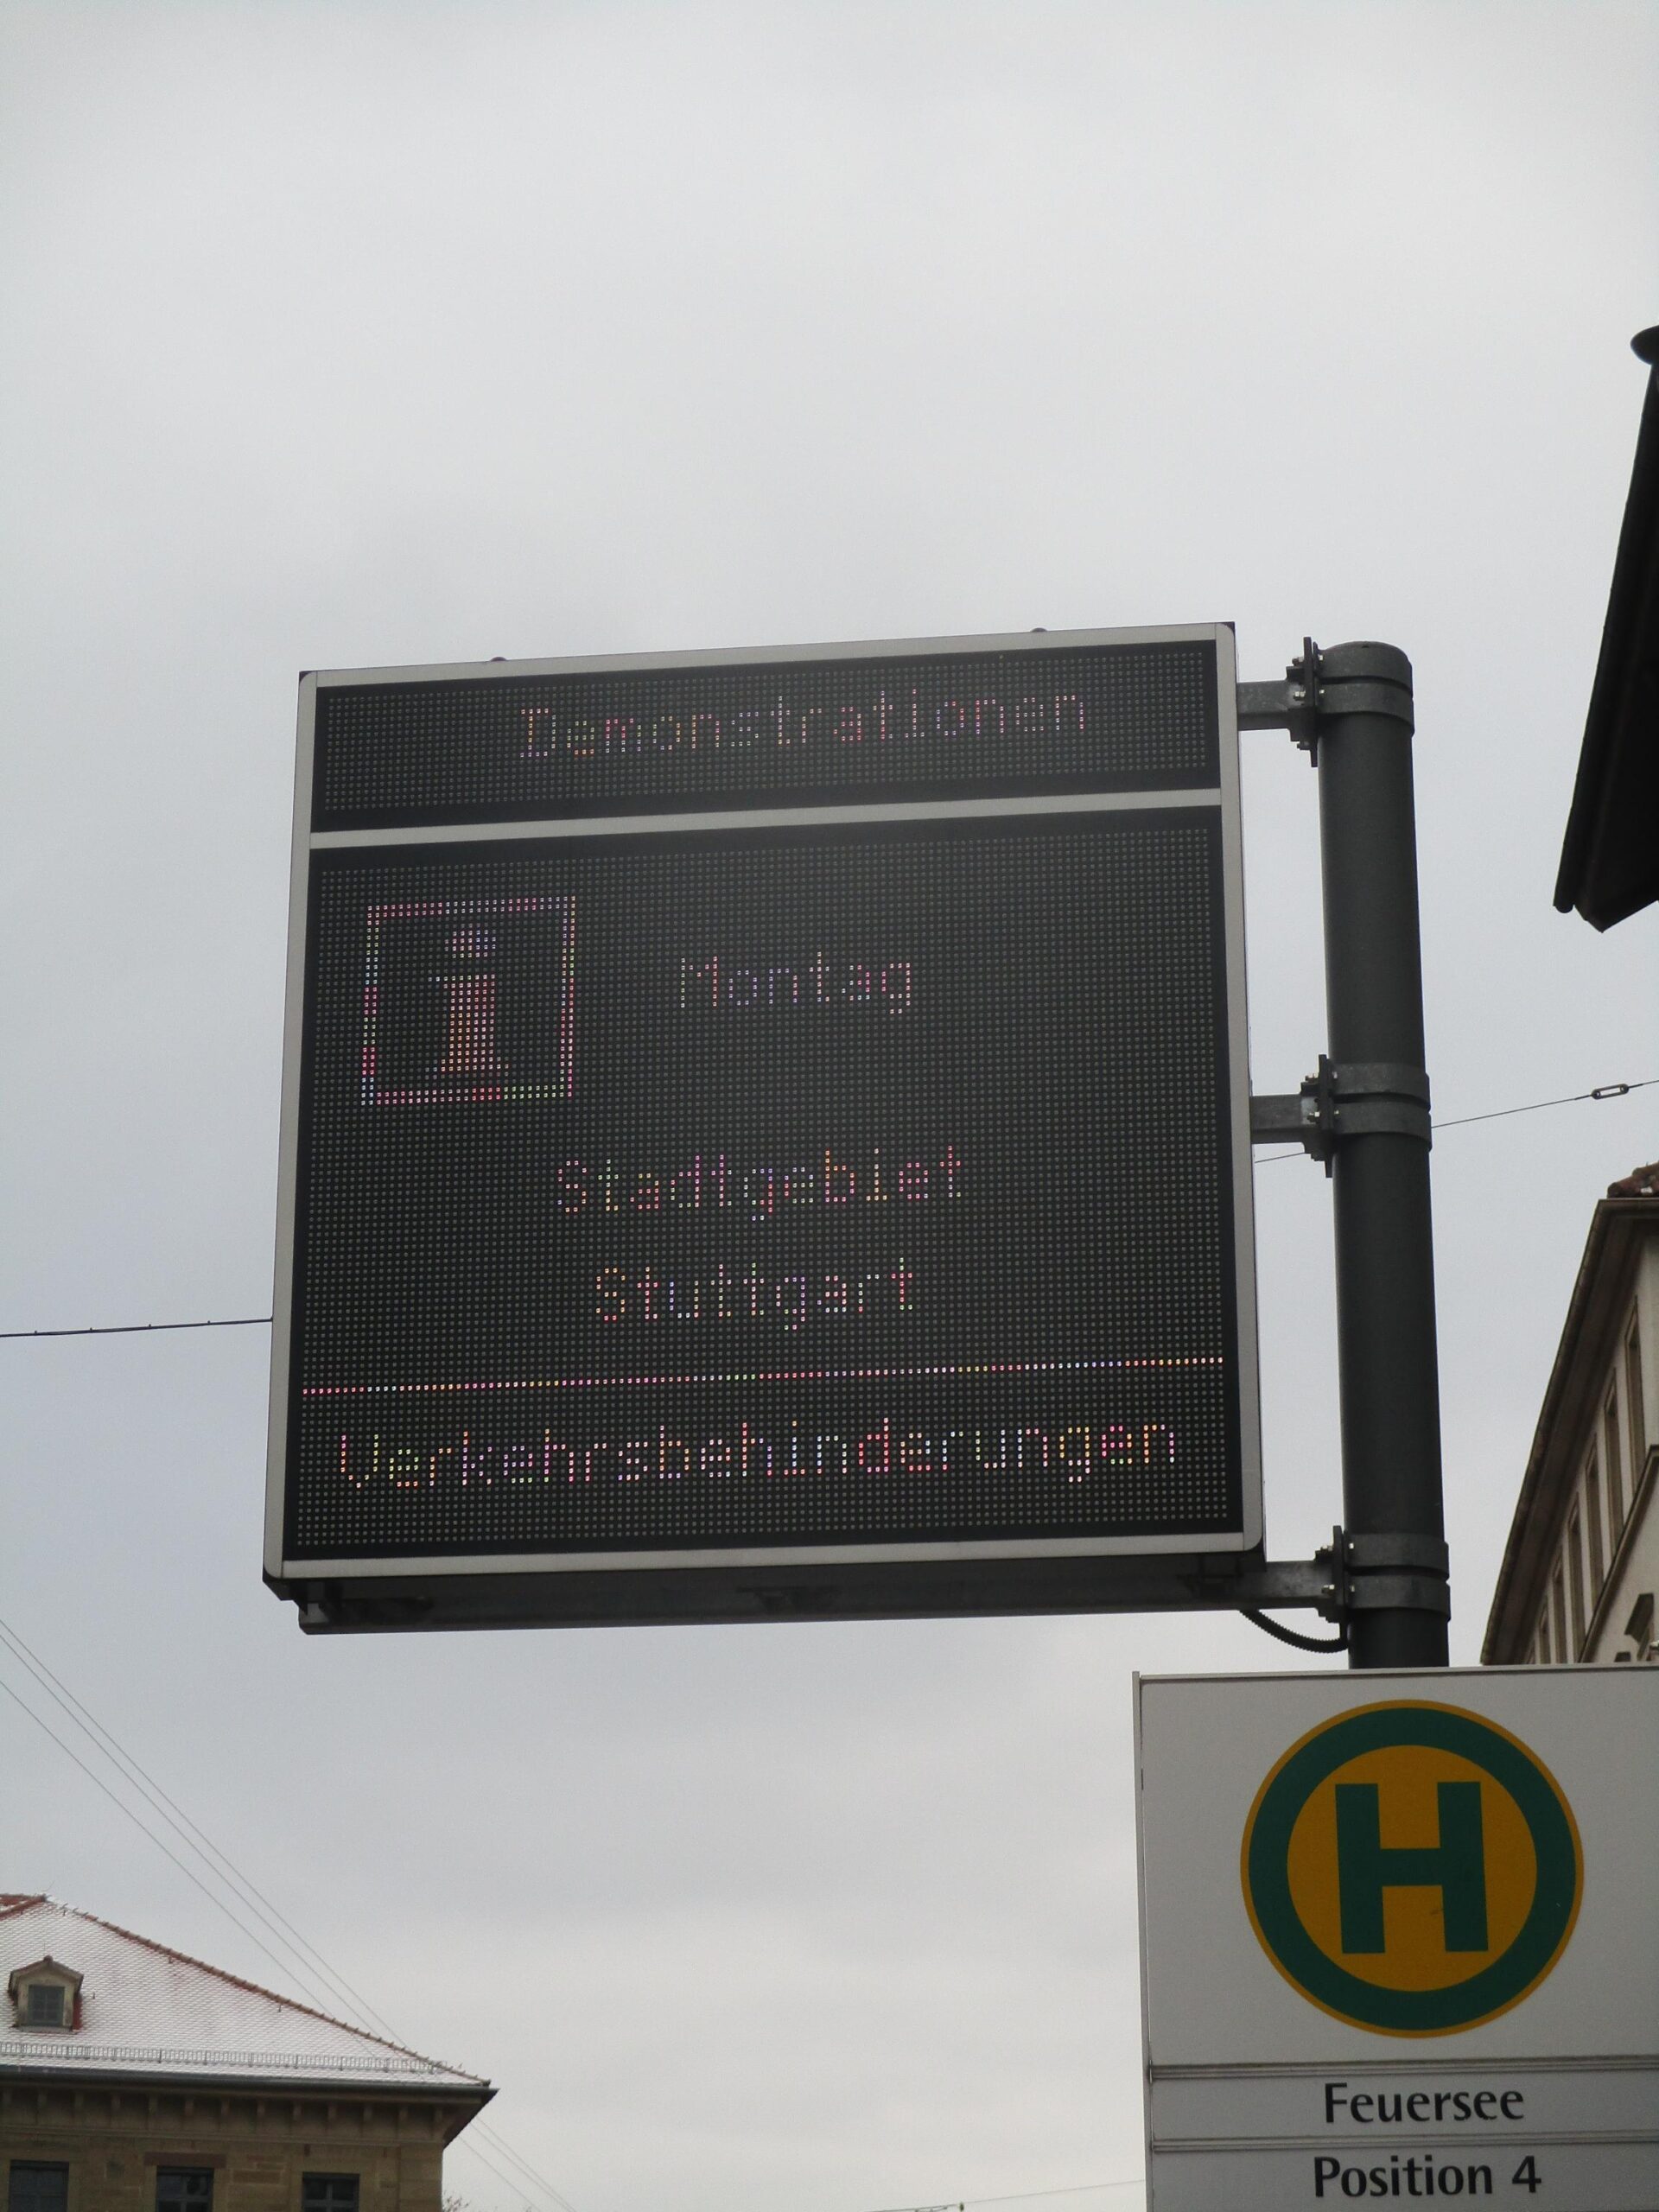 Demonstrationen
i
Montag
Stadtgebiet
Stuttgart
Verkehrsbehinderungen
H
Feuersee
Position 4